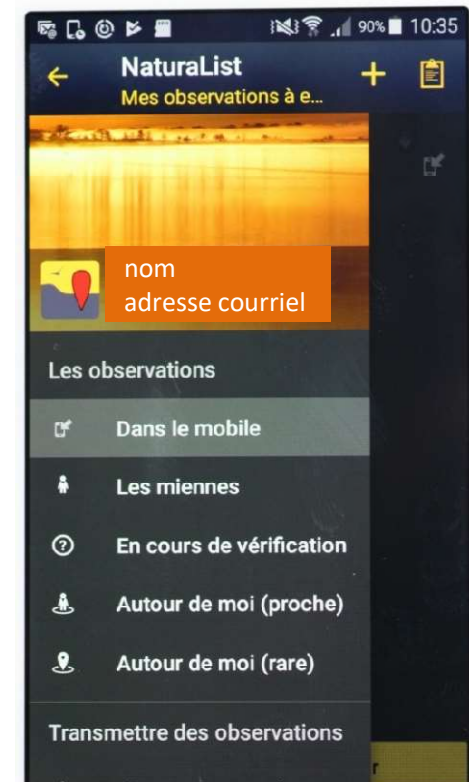 90% 10:35
NaturaList
Mes observations à e...
nom
adresse courriel
Les observations
Dans le mobile
Les miennes
En cours de vérification
Autour de moi (proche)
Autour de moi (rare)
Transmettre des observations
r